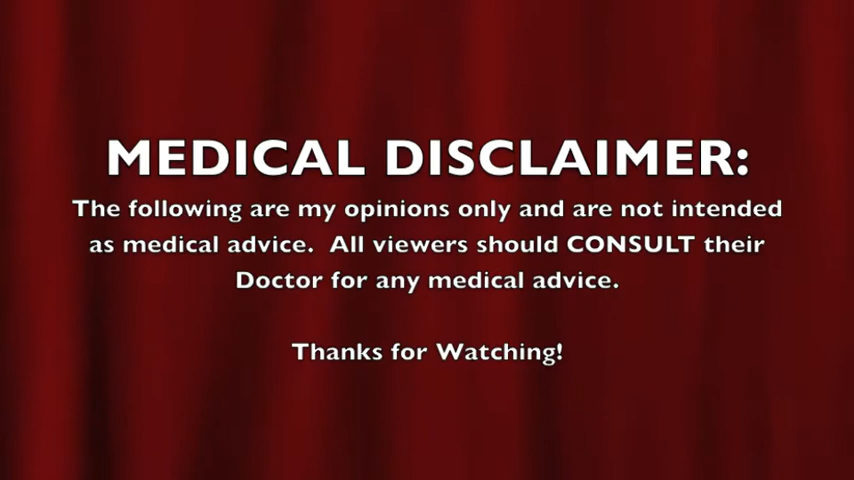 MEDICAL DISCLAIMER:
The following are my opinions only and are not intended
as medical advice.  All viewers should CONSULT their
Doctor for any medical advice.
Thanks for Watching!